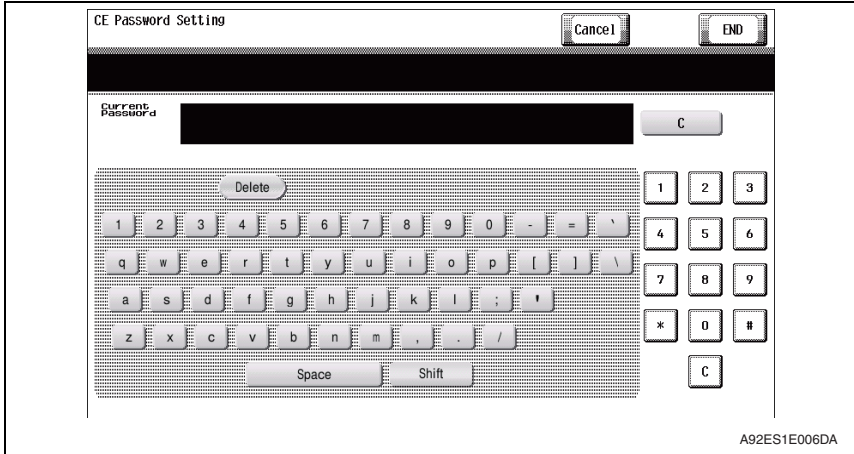 CE Password Setting Cancel END
Current
Password
C
Delete
1 2 3
1 2 3 4 5 6 7 8 9 0 - = `
4 5 6
q w e r t y u i o p [ ] \
7 8 9
a s d f g h j k l ; '
z x c v b n m , . /
* 0 #
Space Shift
C
A92ES1E006DA